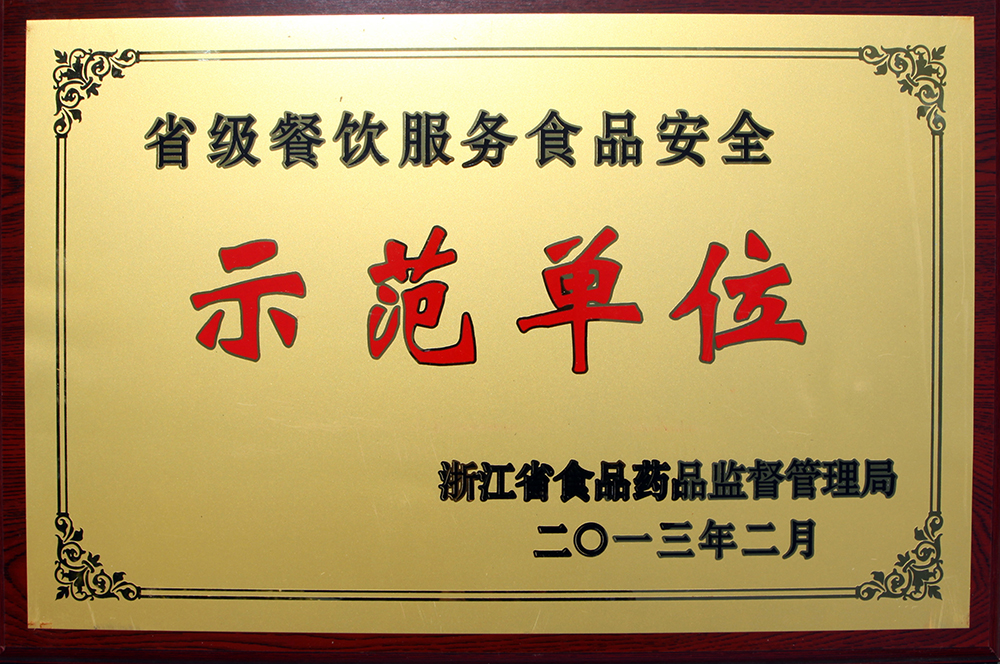 省级餐饮服务食品安全
示范单位
浙江省食品药品监督管理局
二〇一三年二月